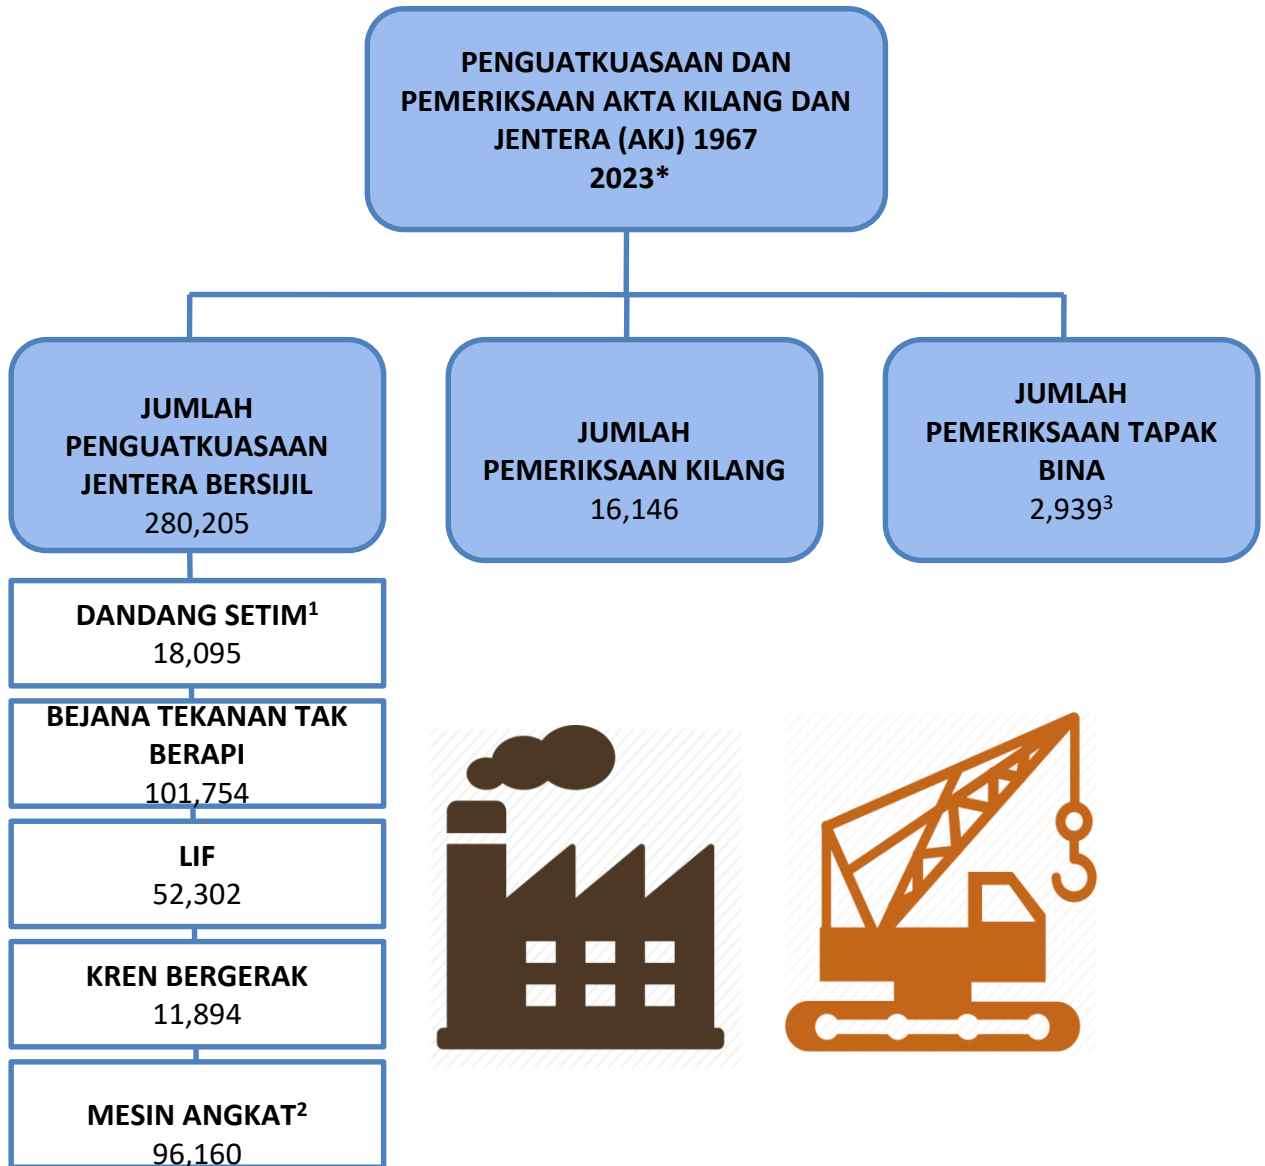 PENGUATKUASAAN DAN
PEMERIKSAAN AKTA KILANG DAN
JENTERA (AKJ) 1967
2023*
JUMLAH
PENGUATKUASAAN
JENTERA BERSIJIL
280,205
JUMLAH
PEMERIKSAAN KILANG
16,146
JUMLAH
PEMERIKSAAN TAPAK
BINA
2,939³
DANDANG SETIM¹
18,095
BEJANA TEKANAN TAK
BERAPI
101,754
LIF
52,302
KREN BERGERAK
11,894
MESIN ANGKAT²
96,160